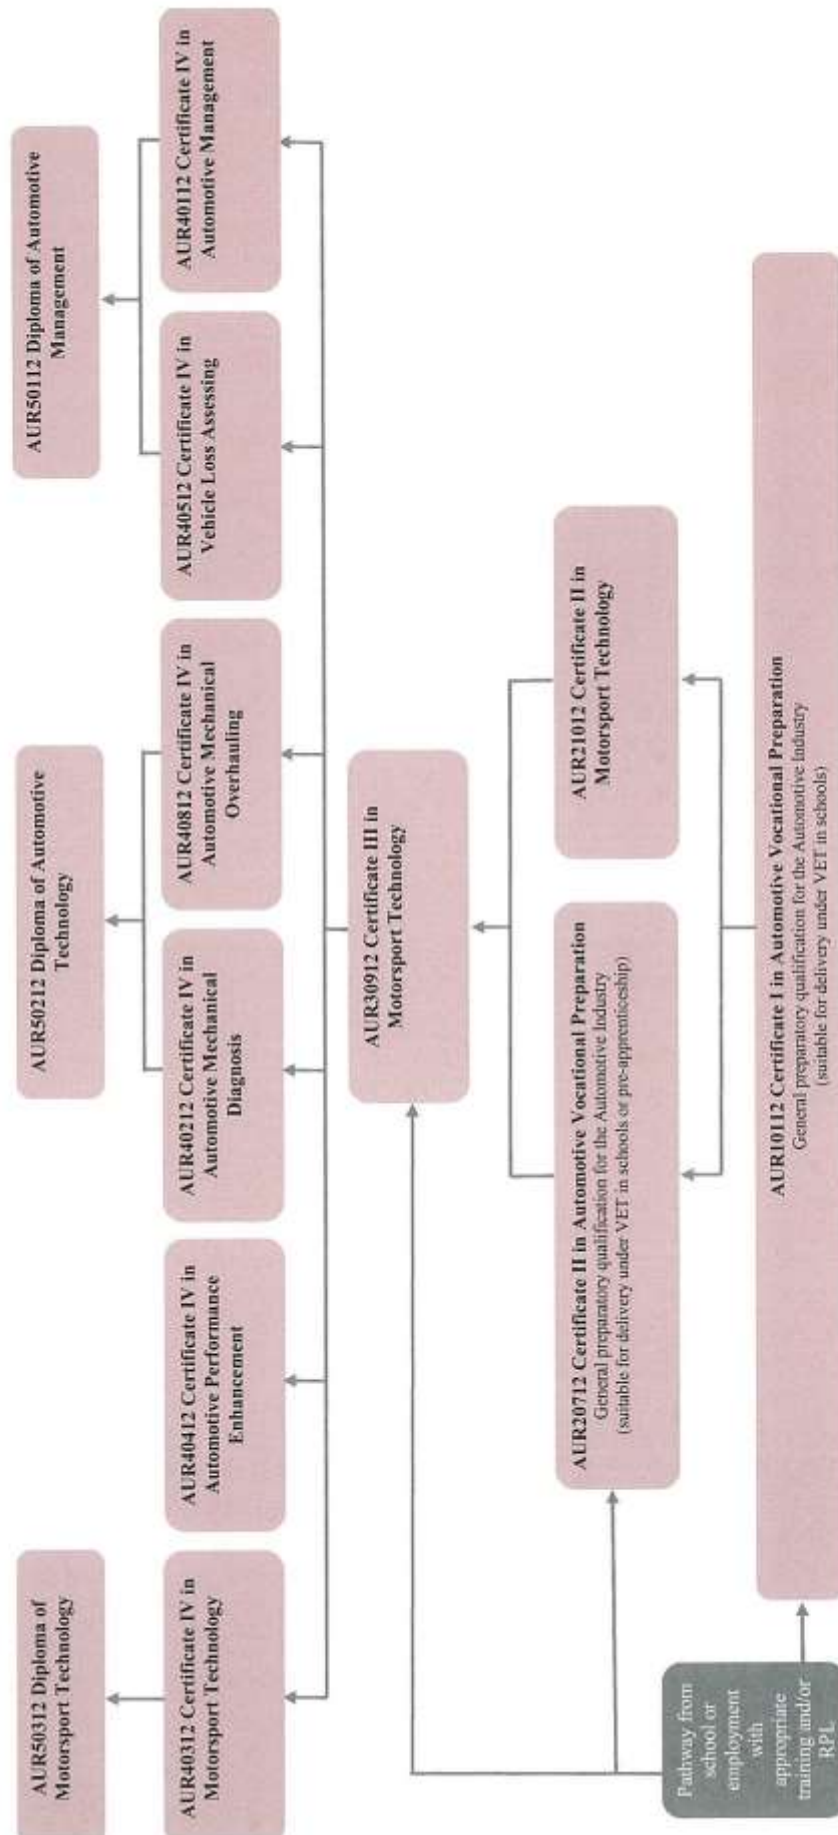 AUR50312 Diploma of
Motorsport Technology
AUR50212 Diploma of Automotive
Technology
AUR50112 Diploma of Automotive
Management
AUR40312 Certificate IV in
Motorsport Technology
AUR40412 Certificate IV in
Automotive Performance
Enhancement
AUR40212 Certificate IV in
Automotive Mechanical
Diagnosis
AUR40812 Certificate IV in
Automotive Mechanical
Overhauling
AUR40512 Certificate IV in
Vehicle Loss Assessing
AUR40112 Certificate IV in
Automotive Management
AUR30912 Certificate III in
Motorsport Technology
AUR20712 Certificate II in Automotive Vocational Preparation
General preparatory qualification for the Automotive Industry
(suitable for delivery under VET in schools or pre-apprenticeship)
AUR21012 Certificate II in
Motorsport Technology
Pathway from
school or
employment
with
appropriate
training and/or
RPL
AUR10112 Certificate I in Automotive Vocational Preparation
General preparatory qualification for the Automotive Industry
(suitable for delivery under VET in schools)